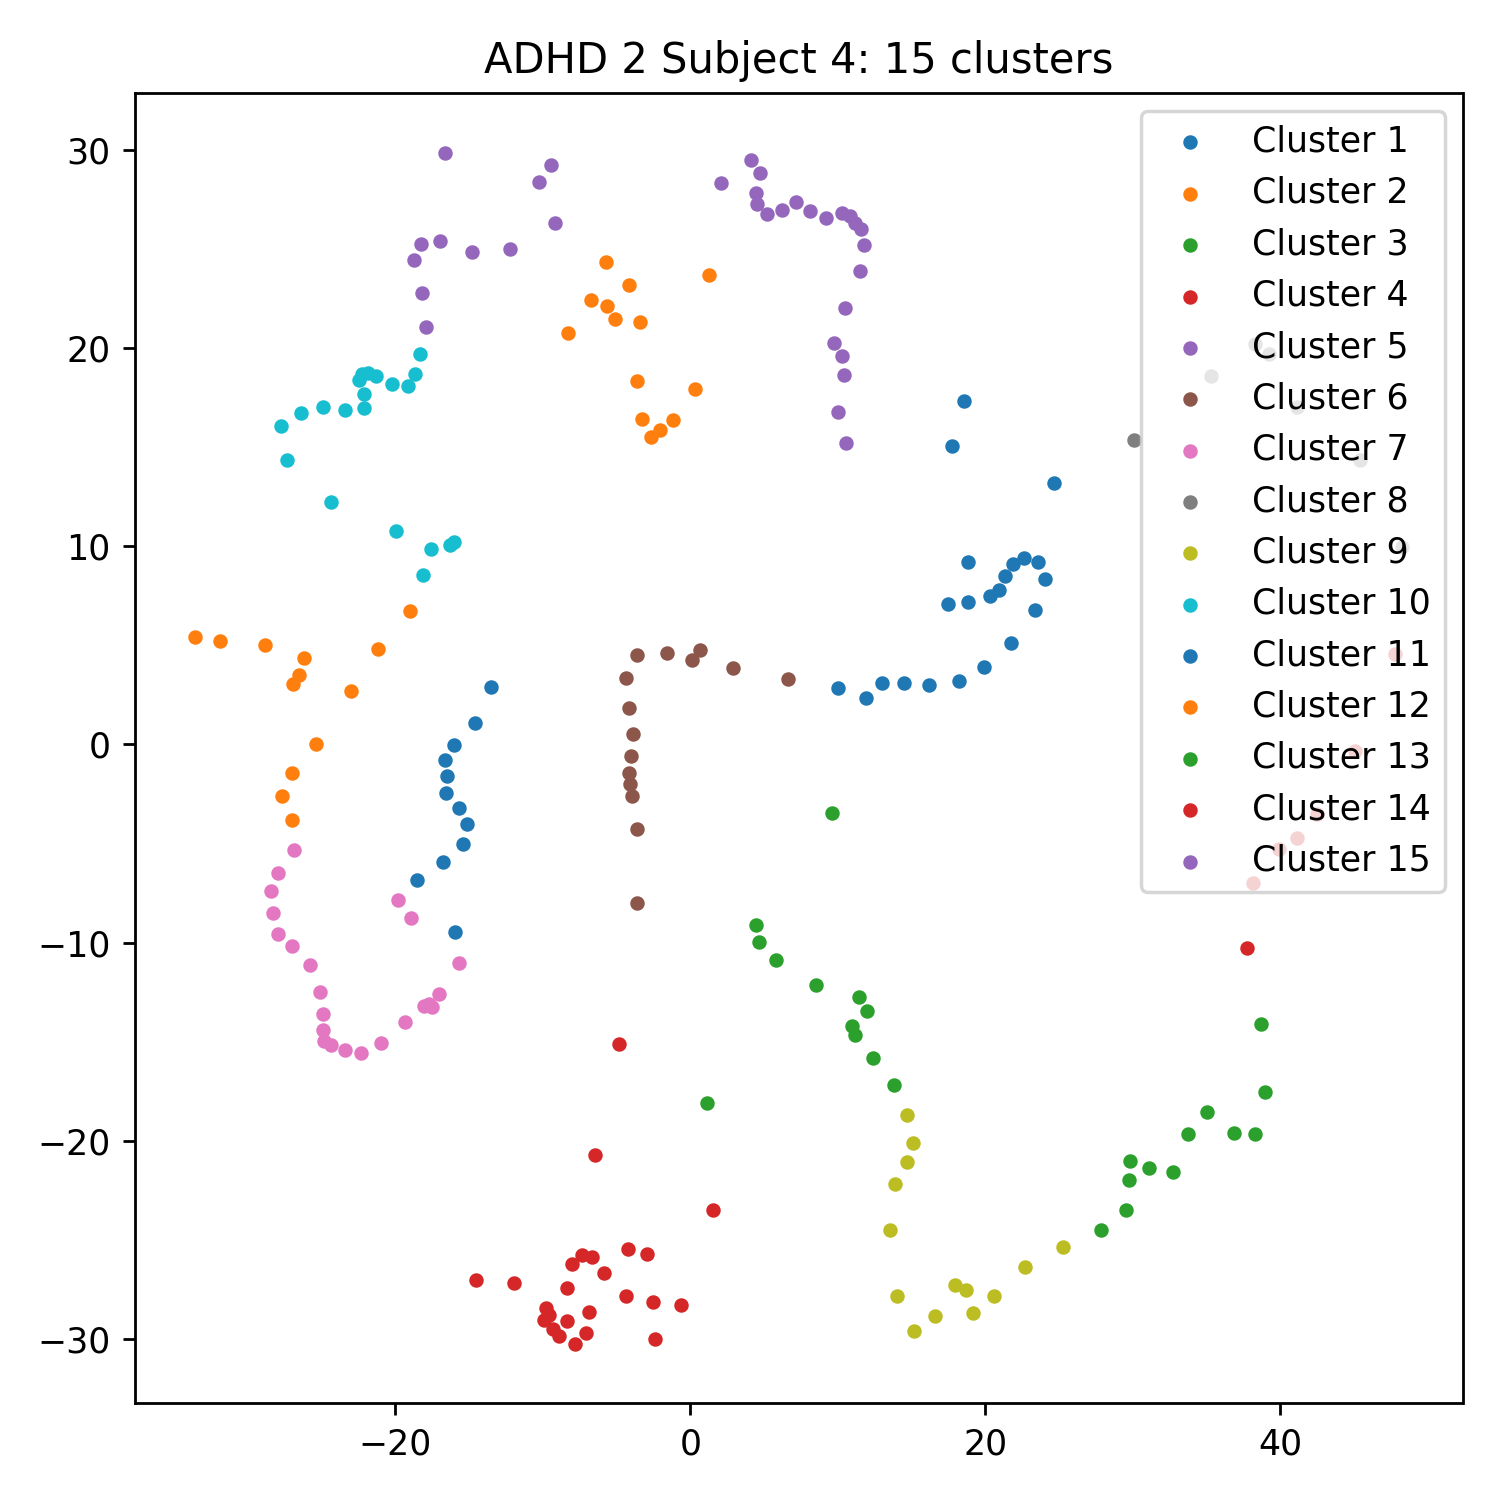 ADHD 2 Subject 4: 15 clusters
30
20
10
0
−10
−20
−30
−20
0
20
40
Cluster 1
Cluster 2
Cluster 3
Cluster 4
Cluster 5
Cluster 6
Cluster 7
Cluster 8
Cluster 9
Cluster 10
Cluster 11
Cluster 12
Cluster 13
Cluster 14
Cluster 15